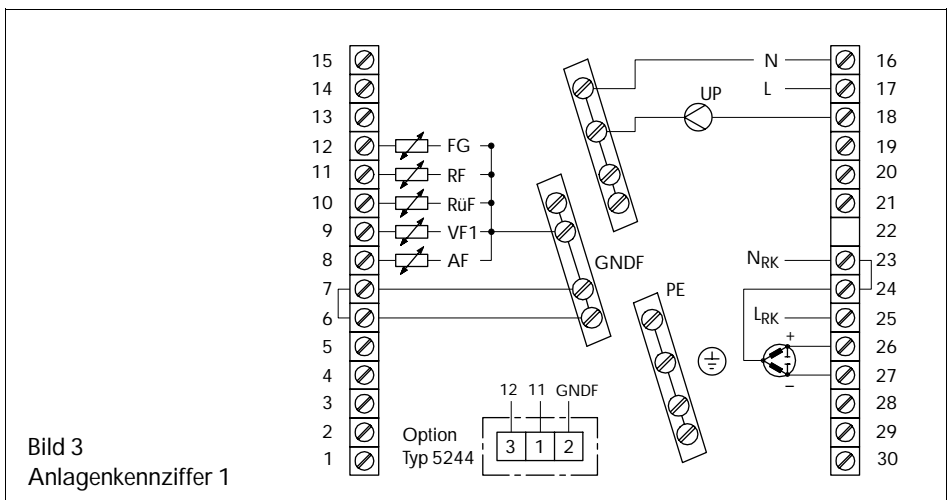 15 N 16
14 L 17
13 UP 18
12 FG 19
11 RF 20
10 RüF 21
9 VF1 22
8 AF GNDF NRK 23
7 PE 24
6 LRK 25
5 + 26
4 – 27
3 12 11 GNDF 28
2 Option 29
1 Typ 5244 3 1 2 30
Bild 3
Anlagenkennziffer 1